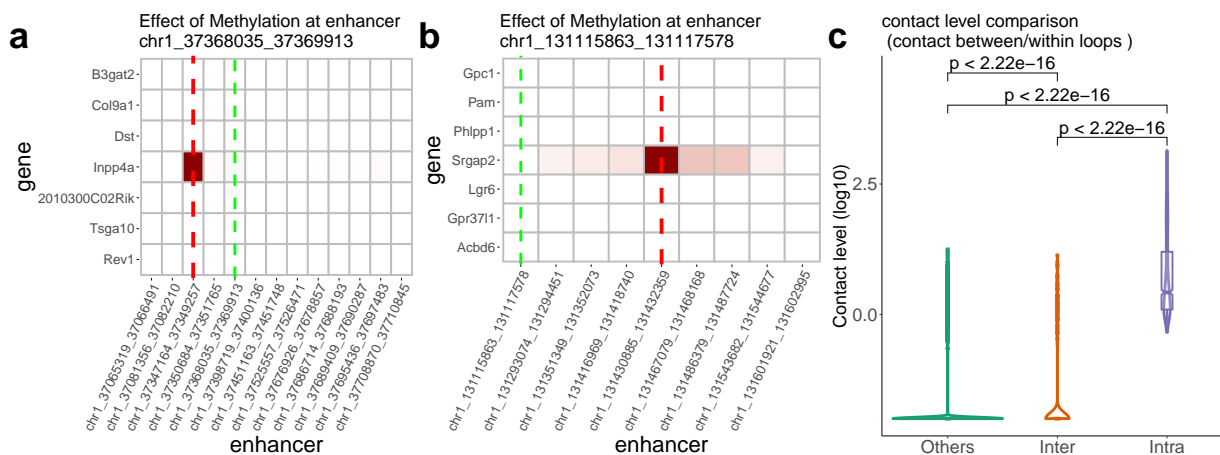 a
Effect of Methylation at enhancer
chr1_37368035_37369913
gene
B3gat2
Col9a1
Dst
Inpp4a
2010300C02Rik
Tsga10
Rev1
chr1_37065319_37066491
chr1_37081356_37082210
chr1_37347164_37349257
chr1_37350684_37351765
chr1_37368035_37369913
chr1_37398719_37400136
chr1_37451163_37451748
chr1_37525557_37526471
chr1_37676926_37678857
chr1_37686714_37688193
chr1_37689409_37690287
chr1_37695436_37697483
chr1_37708870_37710845
enhancer
b
Effect of Methylation at enhancer
chr1_131115863_131117578
gene
Gpc1
Pam
Phlpp1
Srgap2
Lgr6
Gpr37l1
Acbd6
chr1_131115863_131117578
chr1_131293074_131294451
chr1_131351349_131352073
chr1_131416969_131418740
chr1_131430885_131432359
chr1_131467079_131468168
chr1_131486379_131487724
chr1_131543682_131544677
chr1_131601921_131602995
enhancer
c
contact level comparison
(contact between/within loops )
p < 2.22e−16
p < 2.22e−16
p < 2.22e−16
Contact level (log10)
2.5
0.0
Others
Inter
Intra